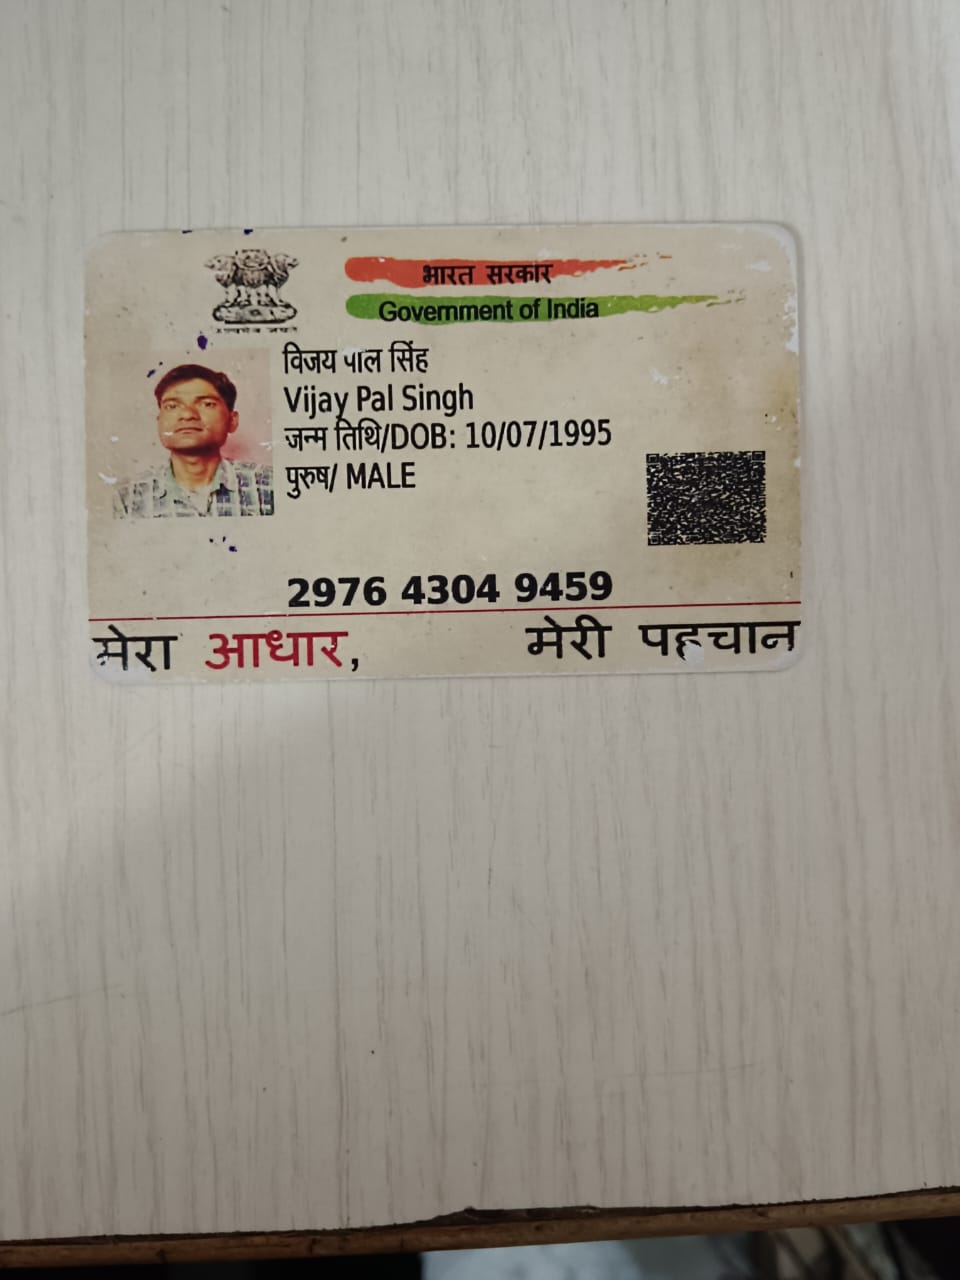 भारत सरकार
Government of India
विजय पाल सिंह
Vijay Pal Singh
जन्म तिथि/DOB: 10/07/1995
पुरुष/ MALE
2976 4304 9459
मेरा आधार, मेरी पहचान